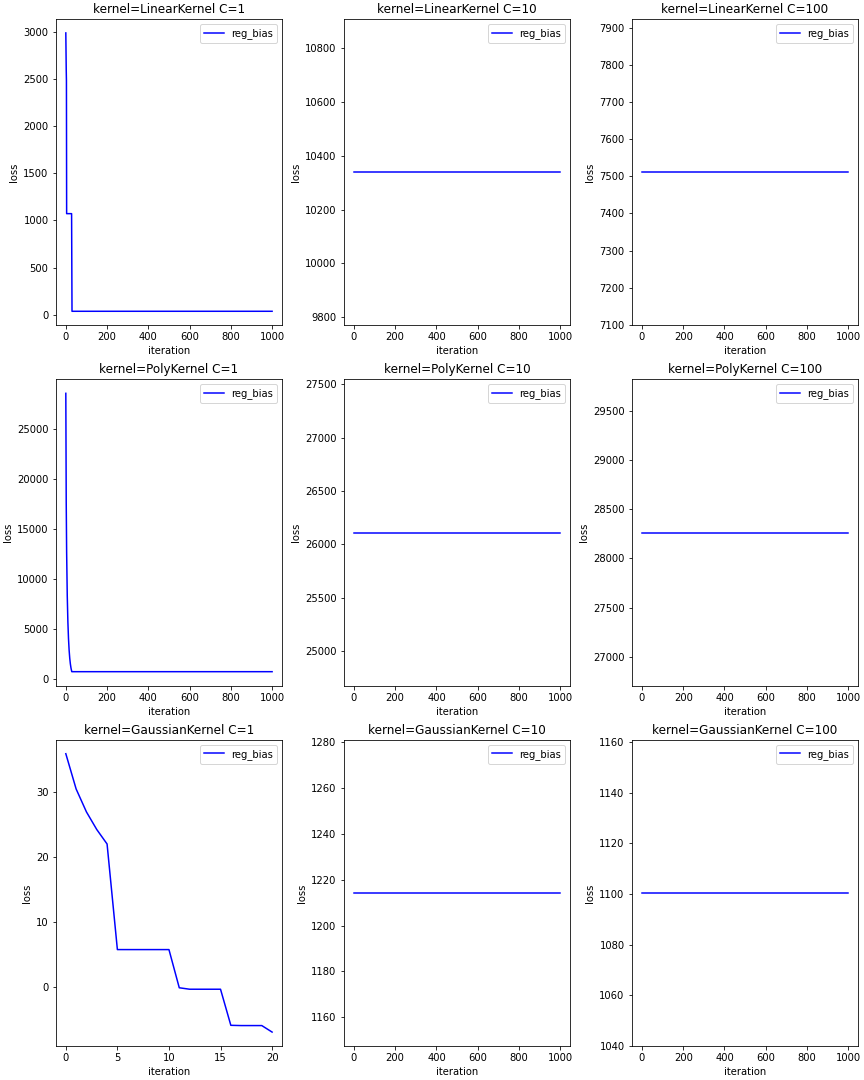 kernel=LinearKernel C=1
reg_bias
3000
2500
2000
1500
1000
500
0
loss
0 200 400 600 800 1000
iteration
kernel=LinearKernel C=10
reg_bias
10800
10600
10400
10200
10000
9800
loss
0 200 400 600 800 1000
iteration
kernel=LinearKernel C=100
reg_bias
7900
7800
7700
7600
7500
7400
7300
7200
7100
loss
0 200 400 600 800 1000
iteration
kernel=PolyKernel C=1
reg_bias
25000
20000
15000
10000
5000
0
loss
0 200 400 600 800 1000
iteration
kernel=PolyKernel C=10
reg_bias
27500
27000
26500
26000
25500
25000
loss
0 200 400 600 800 1000
iteration
kernel=PolyKernel C=100
reg_bias
29500
29000
28500
28000
27500
27000
loss
0 200 400 600 800 1000
iteration
kernel=GaussianKernel C=1
reg_bias
30
20
10
0
loss
0 5 10 15 20
iteration
kernel=GaussianKernel C=10
reg_bias
1280
1260
1240
1220
1200
1180
1160
loss
0 200 400 600 800 1000
iteration
kernel=GaussianKernel C=100
reg_bias
1160
1140
1120
1100
1080
1060
1040
loss
0 200 400 600 800 1000
iteration